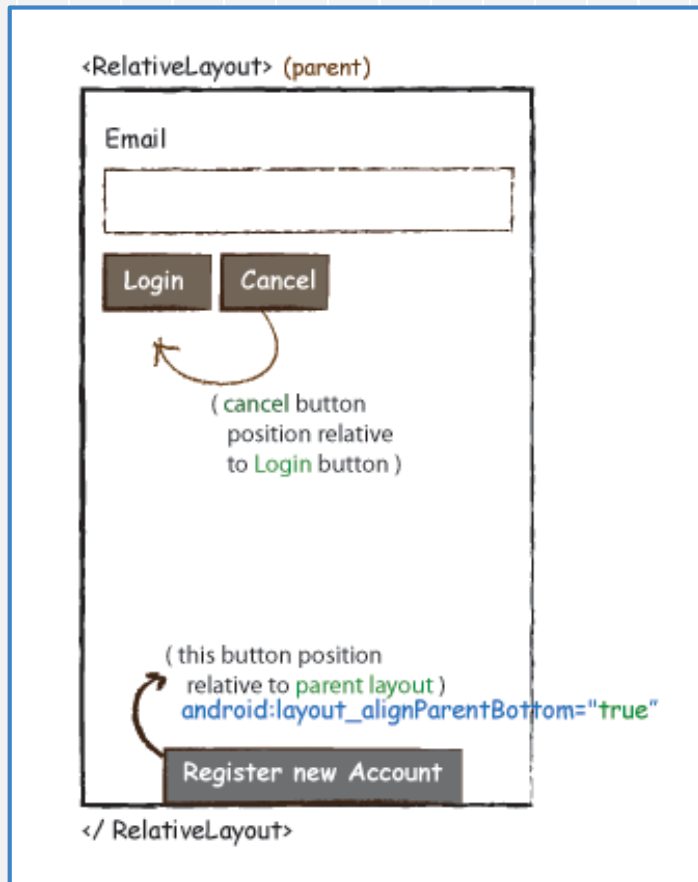 <RelativeLayout> (parent)
Email
Login Cancel
( cancel button
position relative
to Login button )
( this button position
relative to parent layout )
android:layout_alignParentBottom="true"
Register new Account
</ RelativeLayout>